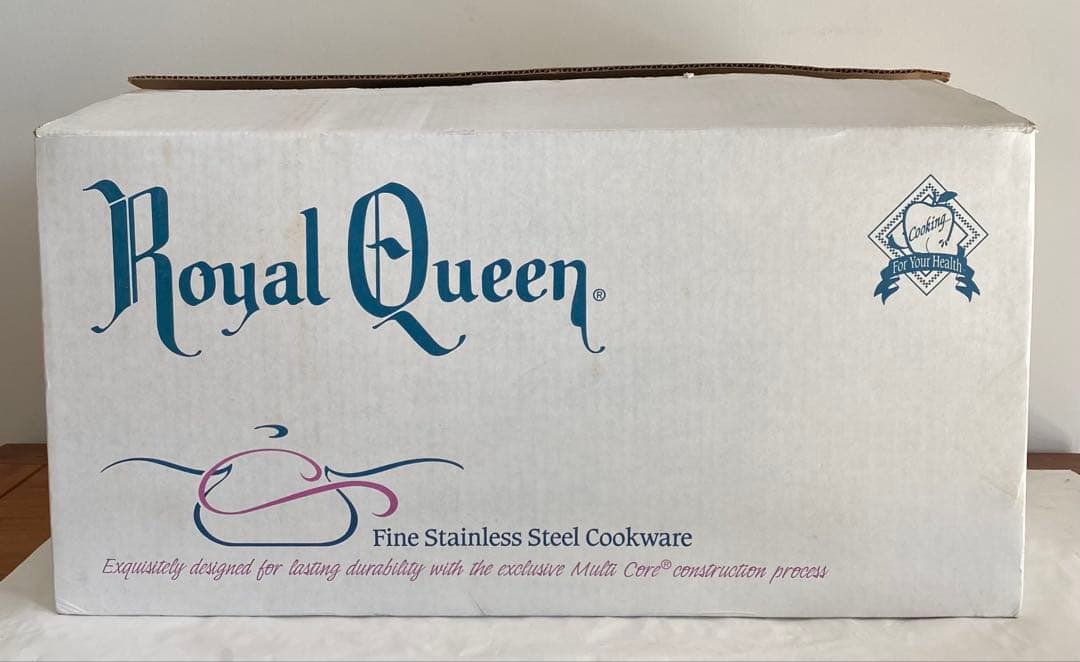 Royal Queen®
Cooking
For Your Health
Fine Stainless Steel Cookware
Exquisitely designed for lasting durability with the exclusive Multi Core® construction process